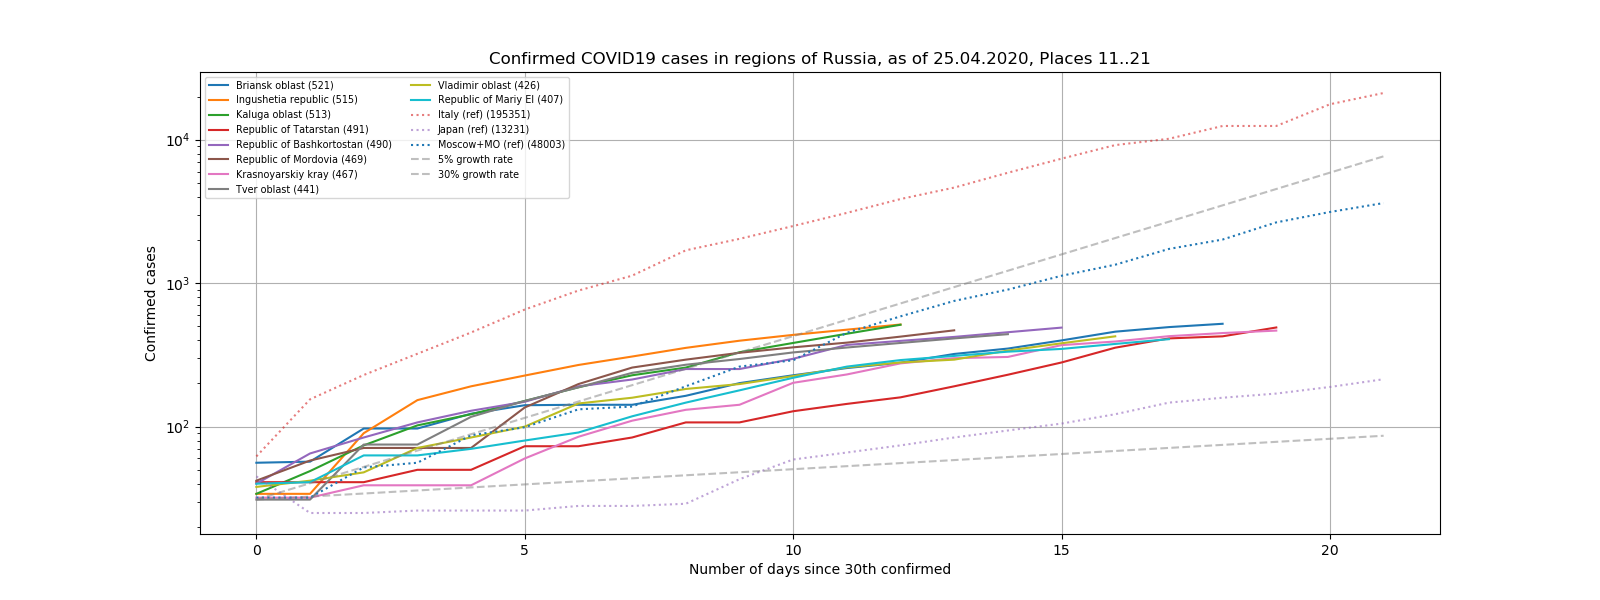 Confirmed COVID19 cases in regions of Russia, as of 25.04.2020, Places 11..21
Briansk oblast (521)
Ingushetia republic (515)
Kaluga oblast (513)
Republic of Tatarstan (491)
Republic of Bashkortostan (490)
Republic of Mordovia (469)
Krasnoyarskiy kray (467)
Tver oblast (441)
Vladimir oblast (426)
Republic of Mariy El (407)
Italy (ref) (195351)
Japan (ref) (13231)
Moscow+MO (ref) (48003)
5% growth rate
30% growth rate
Confirmed cases
10⁴
10³
10²
0 5 10 15 20
Number of days since 30th confirmed